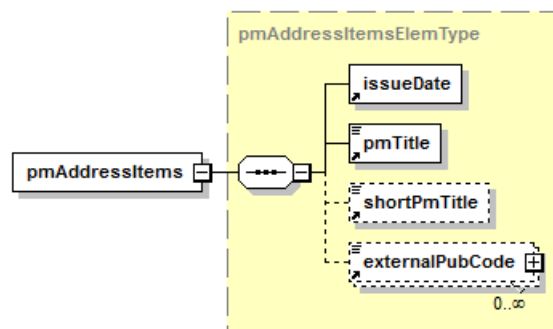 pmAddressItemsElemType
issueDate
pmTitle
pmAddressItems
shortPmTitle
externalPubCode
0..∞